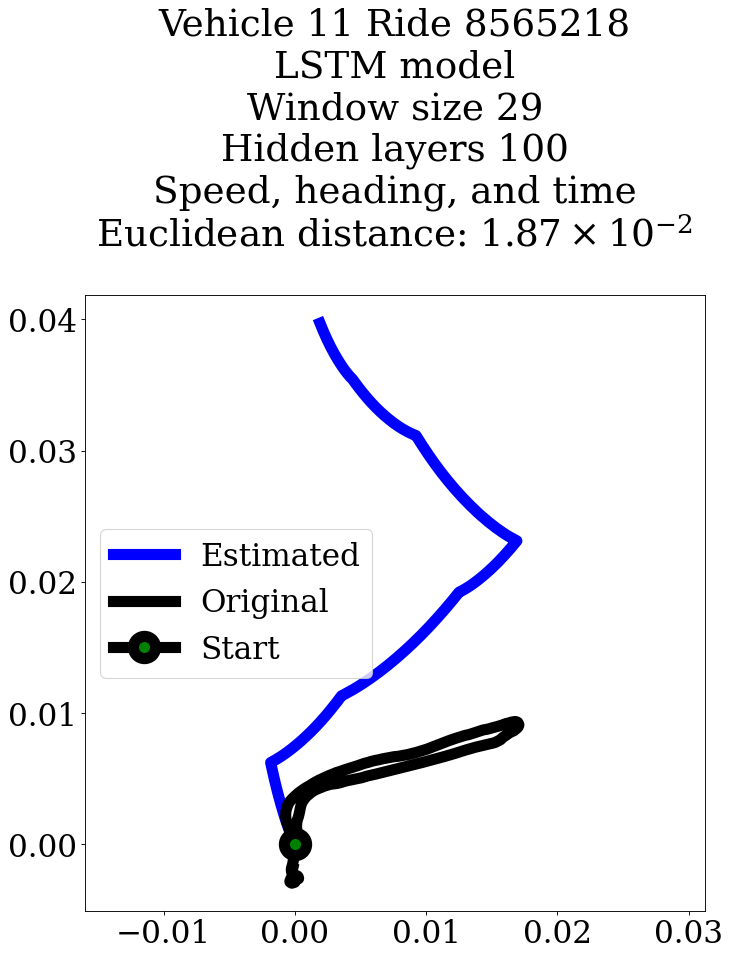 Vehicle 11 Ride 8565218
LSTM model
Window size 29
Hidden layers 100
Speed, heading, and time
Euclidean distance: 1.87 × 10⁻²
0.04
0.03
0.02
0.01
0.00
Estimated
Original
Start
−0.01 0.00 0.01 0.02 0.03